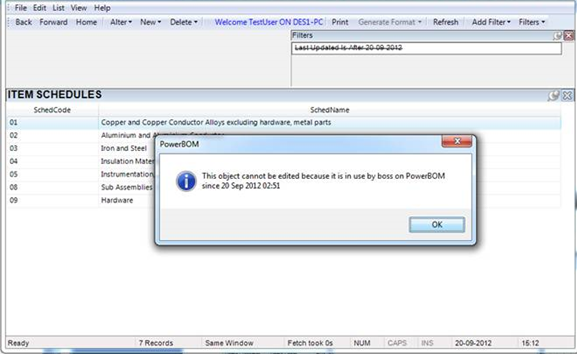 File Edit List View Help
Back Forward Home Alter New Delete Welcome TestUser ON DES1-PC Print Generate Format Refresh Add Filter Filters
Filters
Last Updated Is After 20-09-2012
ITEM SCHEDULES
SchedCode SchedName
01 Copper and Copper Conductor Alloys excluding hardware, metal parts
02 Aluminium and Aluminium Conductor
03 Iron and Steel
04 Insulation
05 Instrumentation,
08 Sub Assemblies
09 Hardware
PowerBOM
This object cannot be edited because it is in use by boss on PowerBOM
since 20 Sep 2012 02:51
OK
Ready 7 Records Same Window Fetch took 0s NUM CAPS INS 20-09-2012 15:12